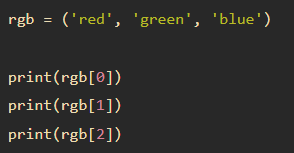 rgb = ('red', 'green', 'blue')
print(rgb[0])
print(rgb[1])
print(rgb[2])